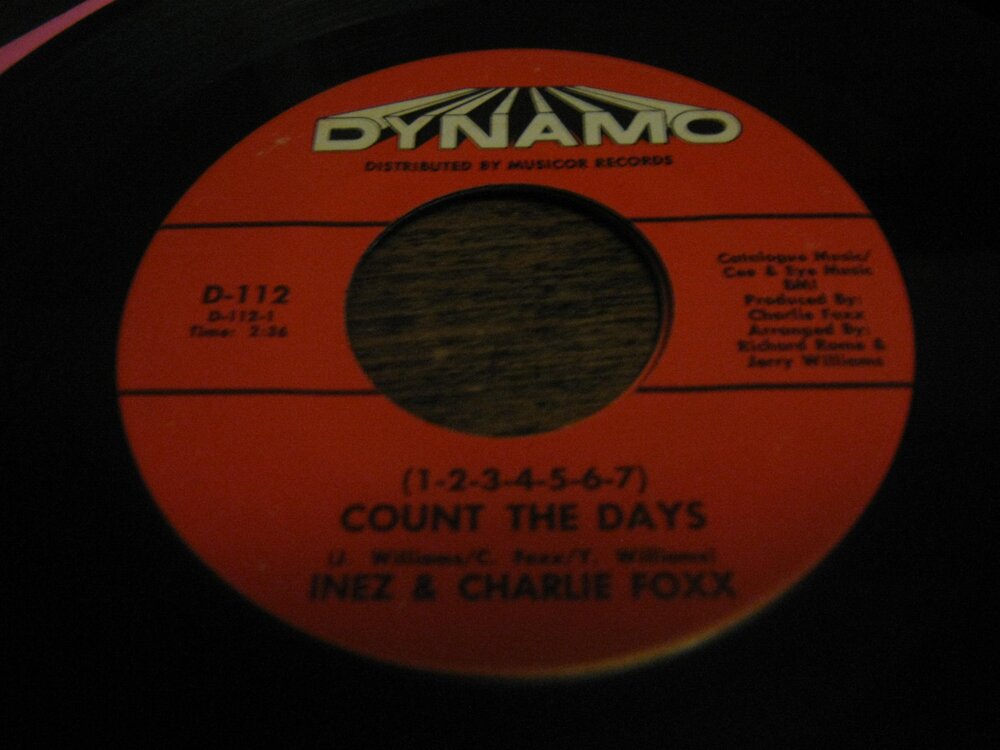 DYNAMO
DISTRIBUTED BY MUSICOR RECORDS
D-112
D-112-1
Time: 2:36
Catalogue Music/
Cee & Eye Music
BMI
Produced By:
Charlie Foxx
Arranged By:
Richard Rome &
Jerry Williams
(1-2-3-4-5-6-7)
COUNT THE DAYS
(J. Williams/C. Foxx/Y. Williams)
INEZ & CHARLIE FOXX